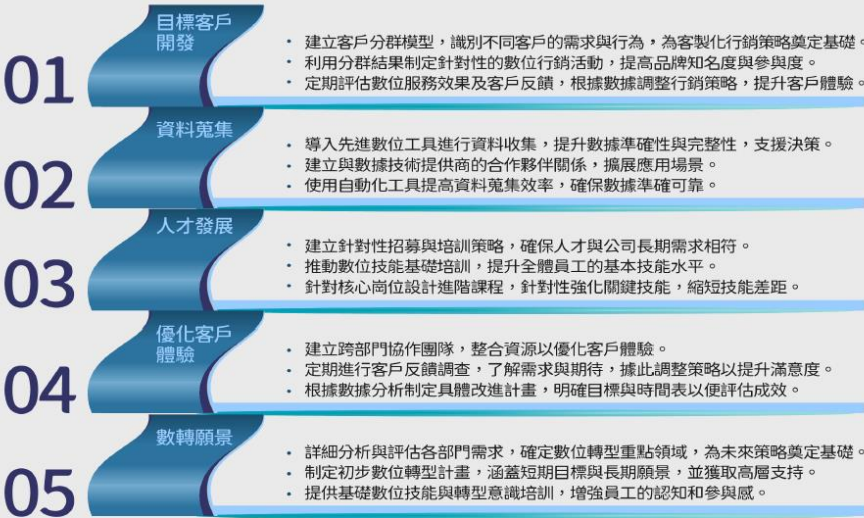 01
目標客戶
開發
• 建立客戶分群模型，識別不同客戶的需求與行為，為客製化行銷策略奠定基礎。
• 利用分群結果制定針對性的數位行銷活動，提高品牌知名度與參與度。
• 定期評估數位服務效果及客戶反饋，根據數據調整行銷策略，提升客戶體驗。
02
資料蒐集
• 導入先進數位工具進行資料收集，提升數據準確性與完整性，支援決策。
• 建立與數據技術提供商的合作夥伴關係，擴展應用場景。
• 使用自動化工具提高資料蒐集效率，確保數據準確可靠。
03
人才發展
• 建立針對性招募與培訓策略，確保人才與公司長期需求相符。
• 推動數位技能基礎培訓，提升全體員工的基本技能水平。
• 針對核心崗位設計進階課程，針對性強化關鍵技能，縮短技能差距。
04
優化客戶
體驗
• 建立跨部門協作團隊，整合資源以優化客戶體驗。
• 定期進行客戶反饋調查，了解需求與期待，據此調整策略以提升滿意度。
• 根據數據分析制定具體改進計畫，明確目標與時間表以便評估成效。
05
數轉願景
• 詳細分析與評估各部門需求，確定數位轉型重點領域，為未來策略奠定基礎。
• 制定初步數位轉型計畫，涵蓋短期目標與長期願景，並獲取高層支持。
• 提供基礎數位技能與轉型意識培訓，增強員工的認知和參與感。